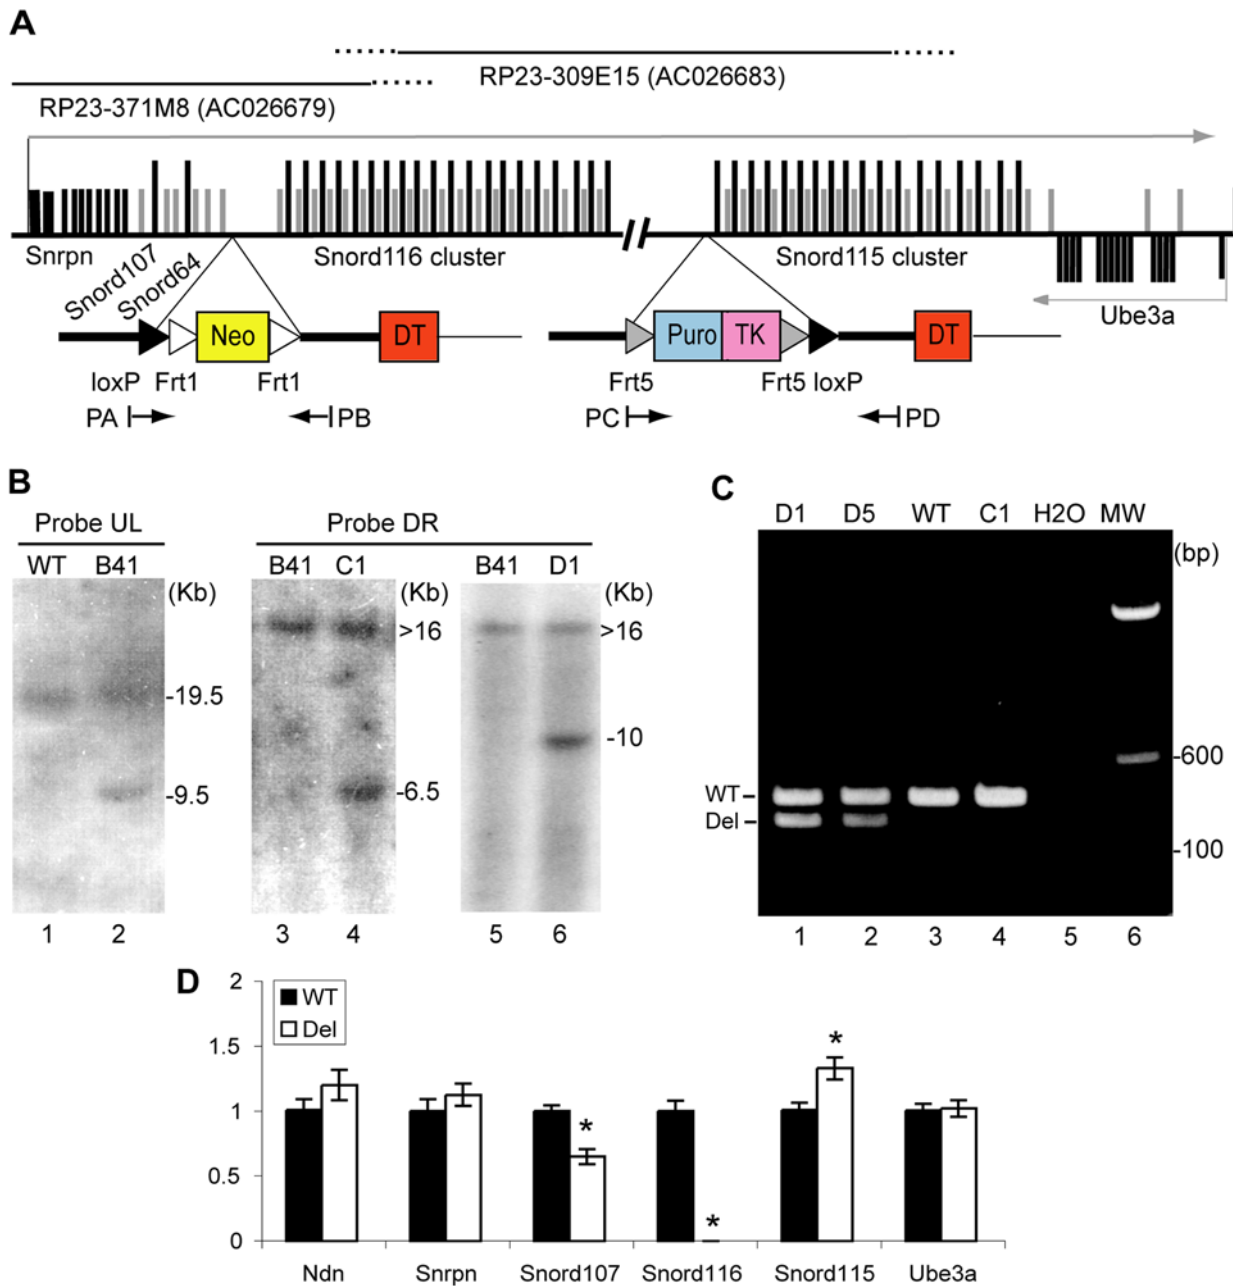 A
RP23-309E15 (AC026683)
RP23-371M8 (AC026679)
Snrpn
Snord107
Snord64
Snord116 cluster
Snord115 cluster
Ube3a
Neo
DT
Puro
TK
DT
loxP
Frt1
Frt1
Frt5
Frt5 loxP
PA
PB
PC
PD
B
Probe UL
Probe DR
WT B41
(Kb)
B41 C1
(Kb)
B41 D1
(Kb)
>16
>16
-19.5
-10
-9.5
-6.5
1 2
3 4
5 6
C
D1 D5 WT C1 H2O MW
(bp)
-600
WT
Del
-100
1 2 3 4 5 6
D
2
1.5
1
0.5
0
WT
Del
*
*
*
Ndn Snrpn Snord107 Snord116 Snord115 Ube3a